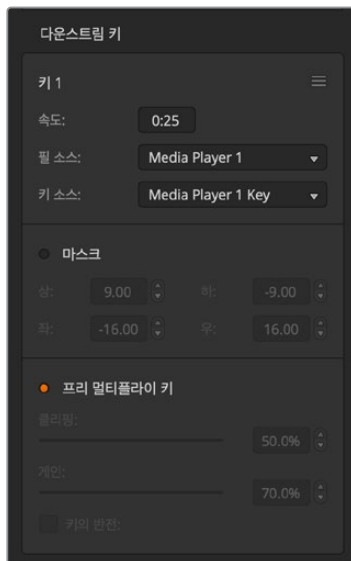 다운스트림 키
키 1
속도: 0:25
필 소스: Media Player 1
키 소스: Media Player 1 Key
마스크
상: 9.00 하: -9.00
좌: -16.00 우: 16.00
프리 멀티플라이 키
클리핑:
50.0%
게인:
70.0%
키의 반전: